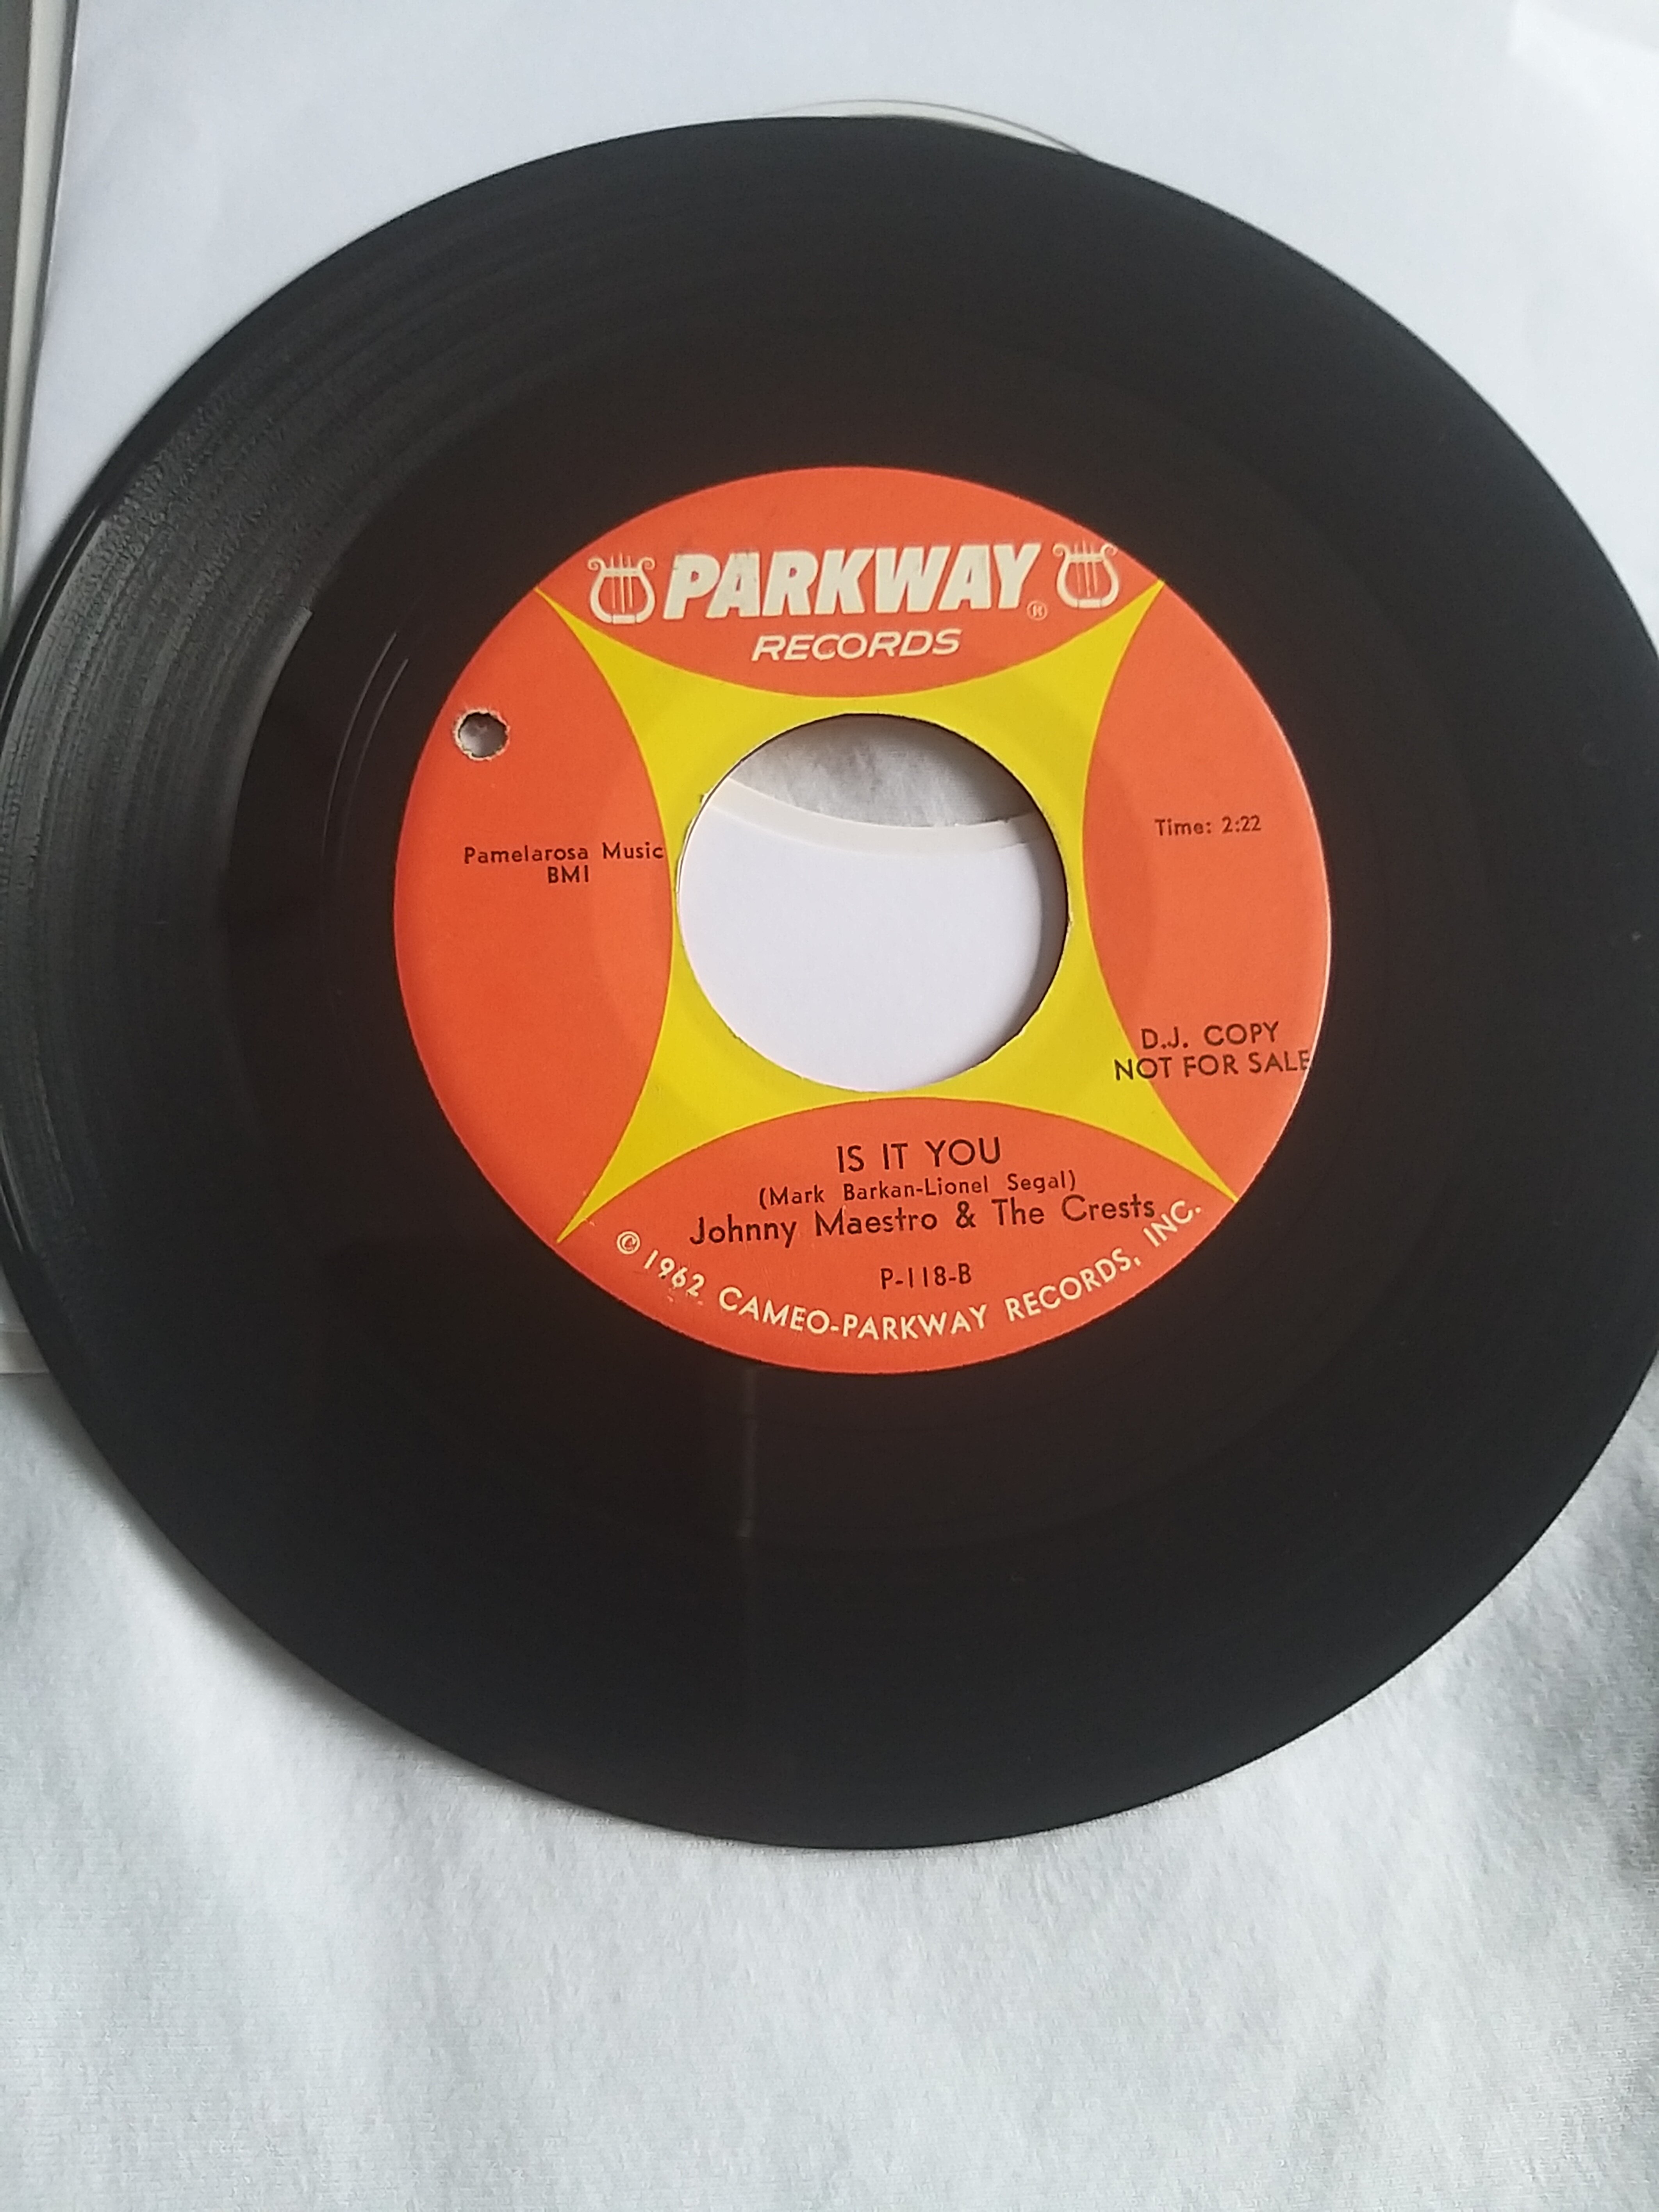 PARKWAY ®
RECORDS
Pamelarosa Music
BMI
Time: 2:22
D.J. COPY
NOT FOR SALE
IS IT YOU
(Mark Barkan-Lionel Segal)
Johnny Maestro & The Crests
P-118-B
© 1962 CAMEO-PARKWAY RECORDS, INC.